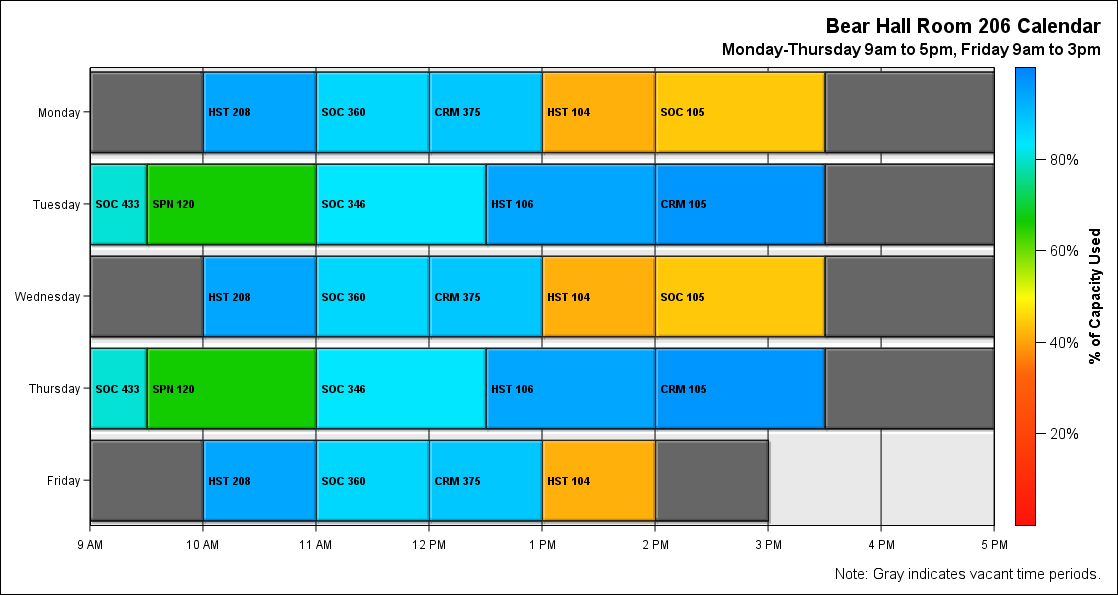 Bear Hall Room 206 Calendar
Monday-Thursday 9am to 5pm, Friday 9am to 3pm
Monday HST 208 SOC 360 CRM 375 HST 104 SOC 105
Tuesday SOC 433 SPN 120 SOC 346 HST 106 CRM 105
Wednesday HST 208 SOC 360 CRM 375 HST 104 SOC 105
Thursday SOC 433 SPN 120 SOC 346 HST 106 CRM 105
Friday HST 208 SOC 360 CRM 375 HST 104
9 AM 10 AM 11 AM 12 PM 1 PM 2 PM 3 PM 4 PM 5 PM
80%
60%
40%
20%
% of Capacity Used
Note: Gray indicates vacant time periods.